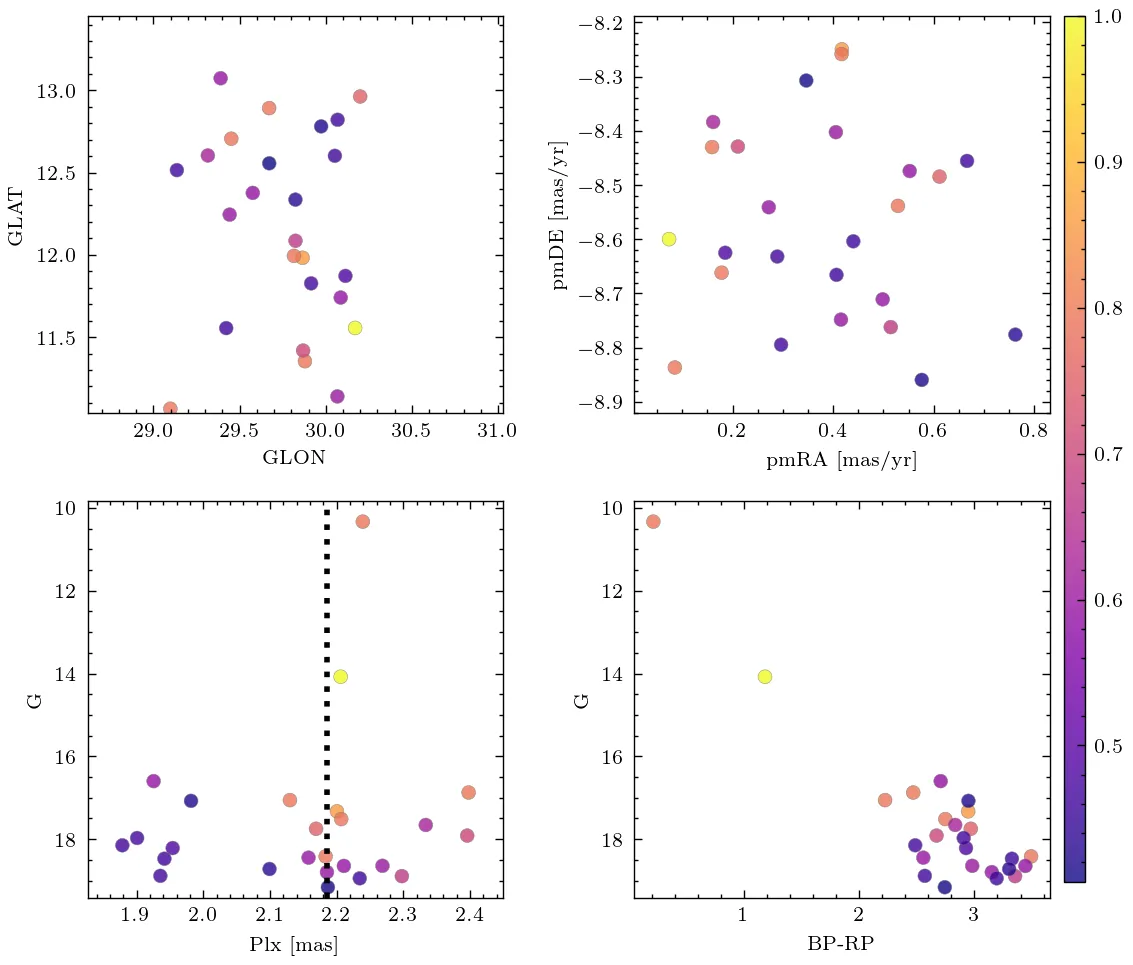 13.0
12.5
12.0
11.5
GLAT
29.0 29.5 30.0 30.5 31.0
GLON
−8.2
−8.3
−8.4
−8.5
−8.6
−8.7
−8.8
−8.9
pmDE [mas/yr]
0.2 0.4 0.6 0.8
pmRA [mas/yr]
1.0
0.9
0.8
0.7
0.6
0.5
10
12
14
16
18
G
1.9 2.0 2.1 2.2 2.3 2.4
Plx [mas]
10
12
14
16
18
G
1 2 3
BP-RP